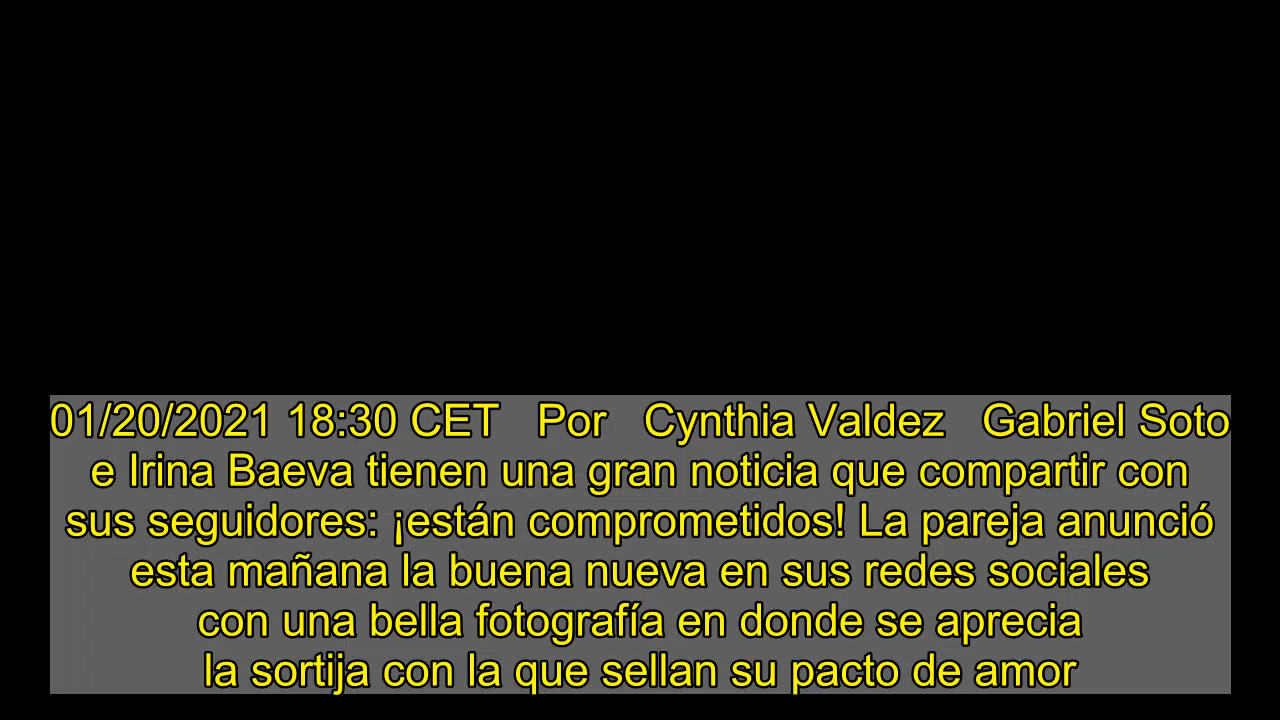 01/20/2021 18:30 CET   Por   Cynthia Valdez   Gabriel Soto
e Irina Baeva tienen una gran noticia que compartir con
sus seguidores: ¡están comprometidos! La pareja anunció
esta mañana la buena nueva en sus redes sociales
con una bella fotografía en donde se aprecia
la sortija con la que sellan su pacto de amor